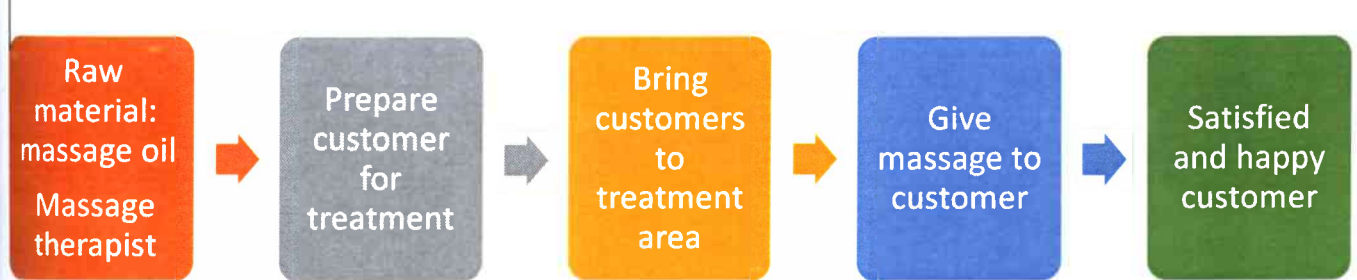 Raw
material:
massage oil
Massage
therapist
Prepare
customer
for
treatment
Bring
customers
to
treatment
area
Give
massage to
customer
Satisfied
and happy
customer